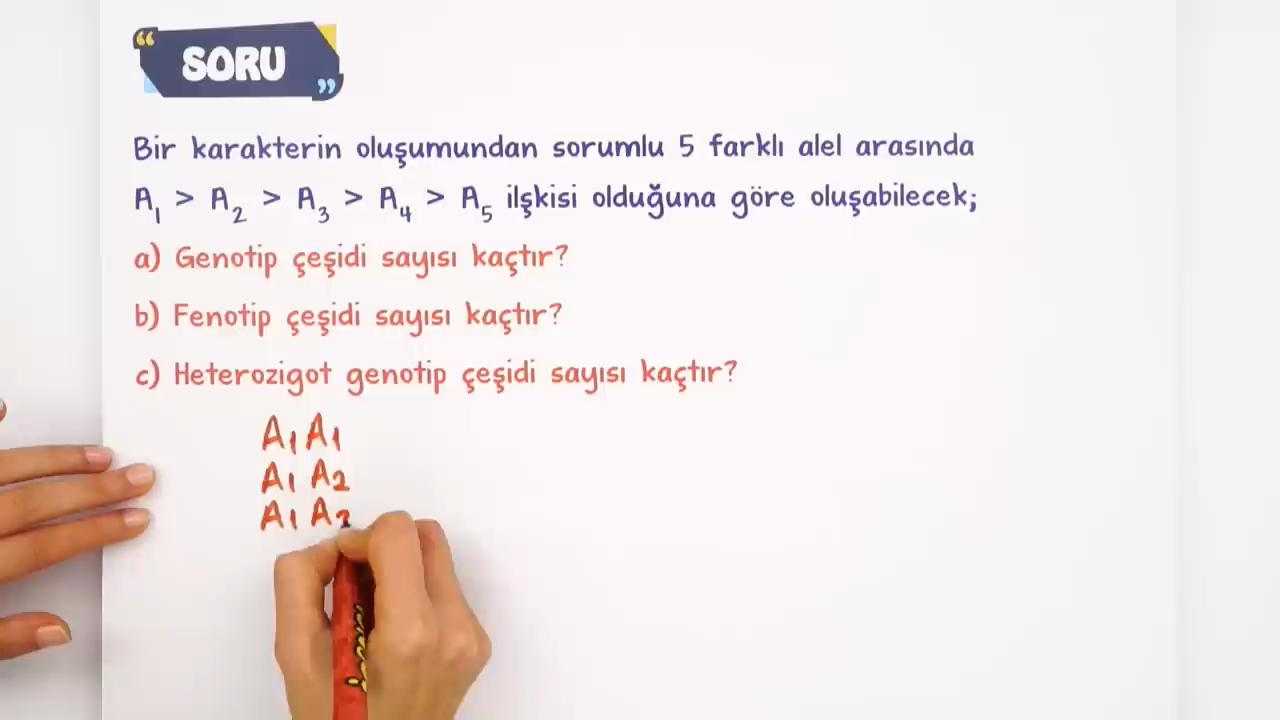 SORU
Bir karakterin oluşumundan sorumlu 5 farklı alel arasında
A₁ > A₂ > A₃ > A₄ > A₅ ilşkisi olduğuna göre oluşabilecek;
a) Genotip çeşidi sayısı kaçtır?
b) Fenotip çeşidi sayısı kaçtır?
c) Heterozigot genotip çeşidi sayısı kaçtır?
A₁ A₁
A₁ A₂
A₁ A